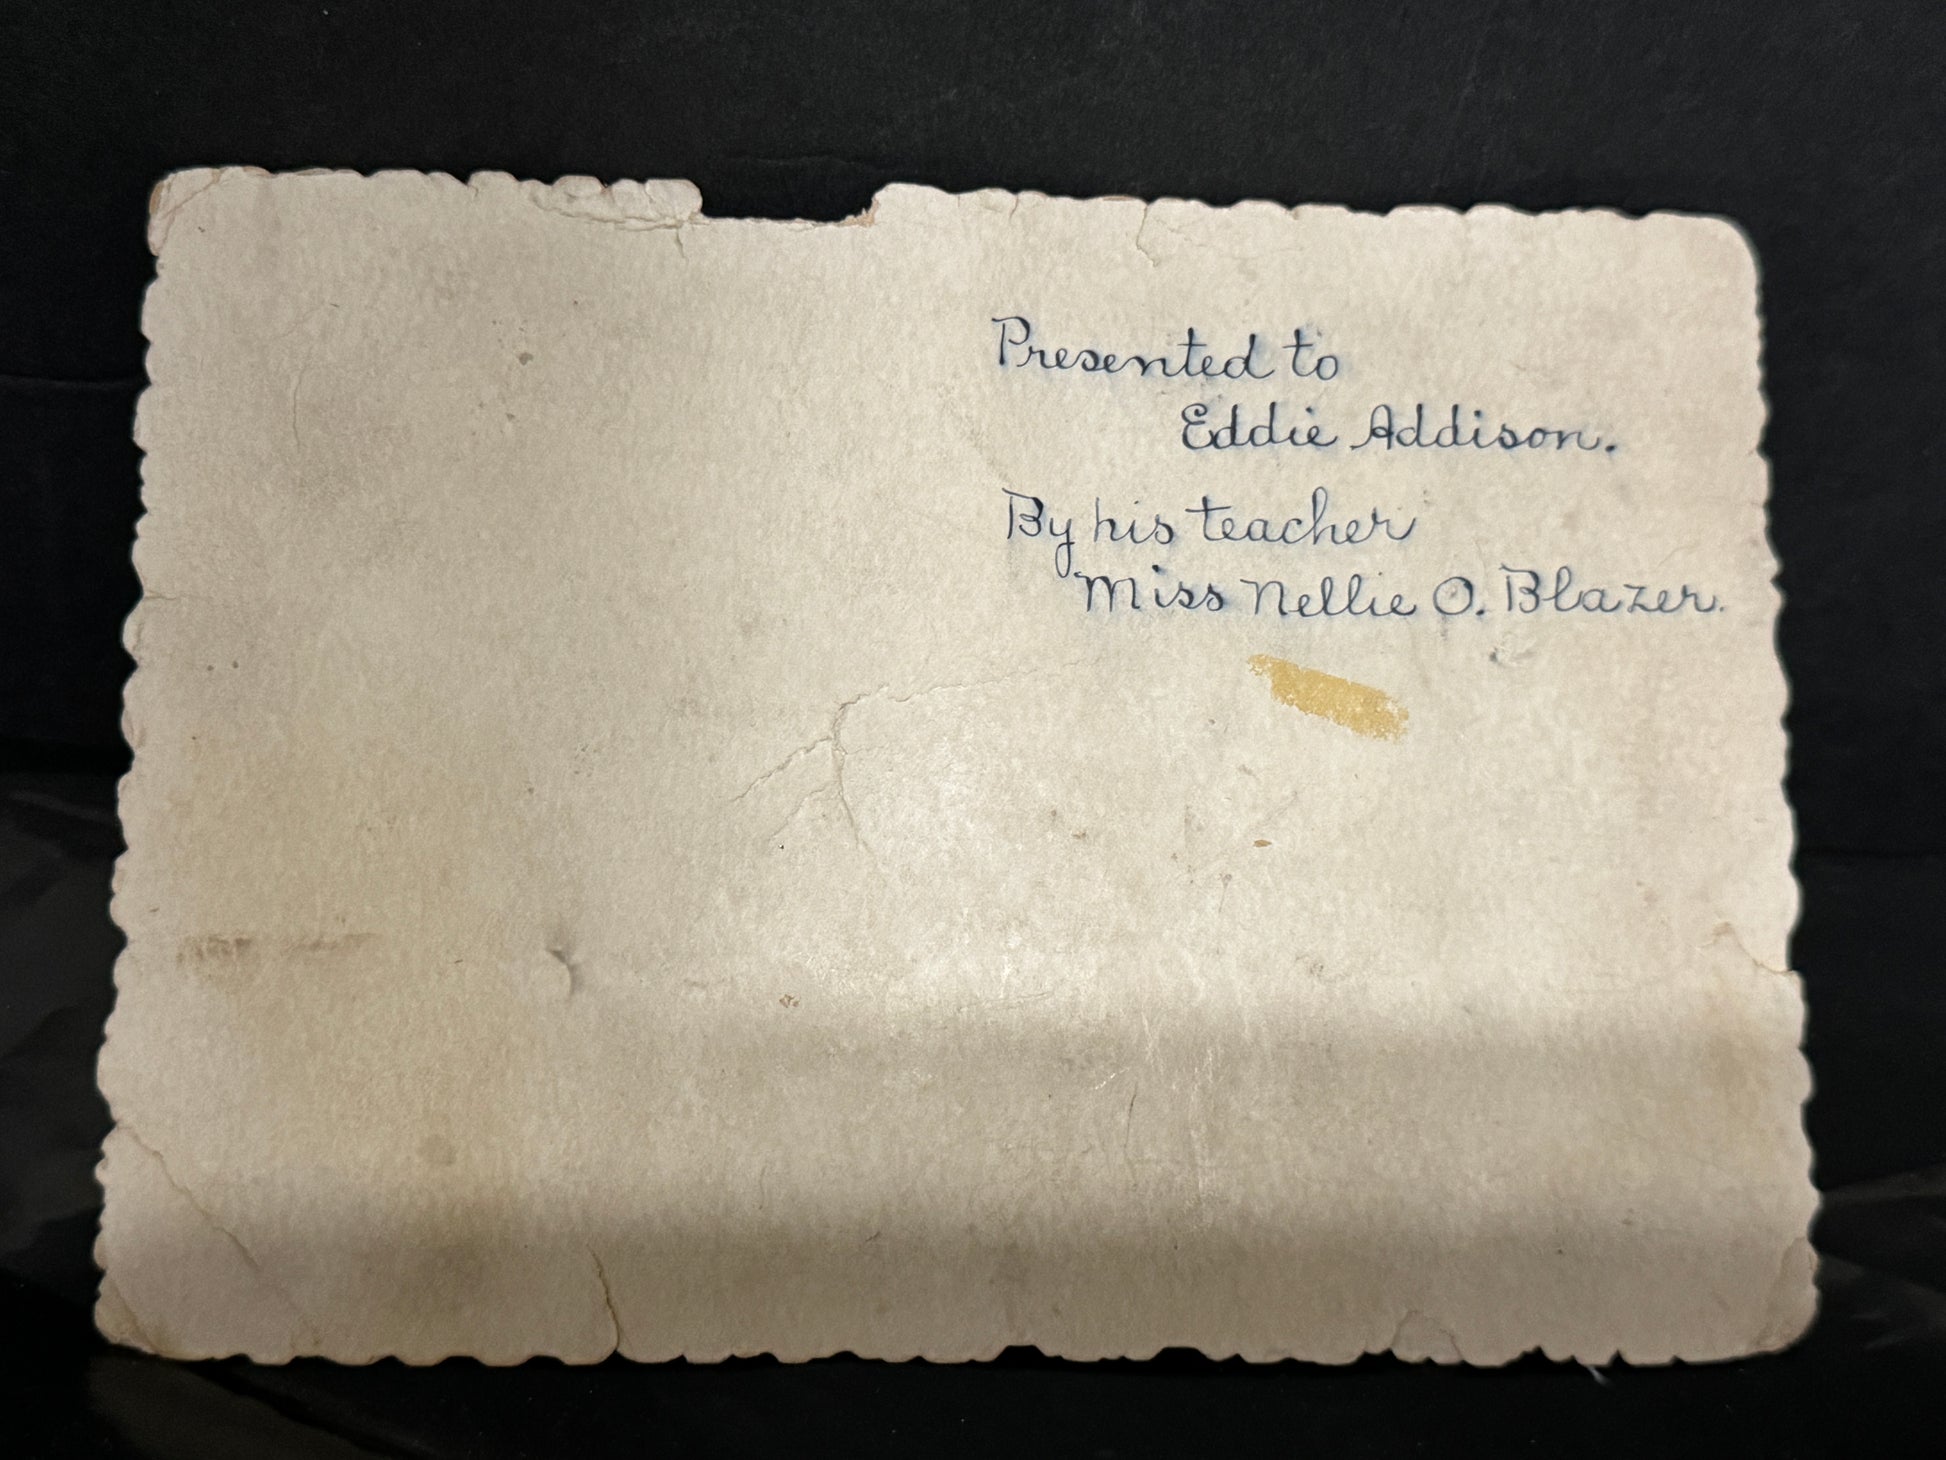 Presented to
Eddie Addison.
By his teacher
Miss Nellie O. Blazer.